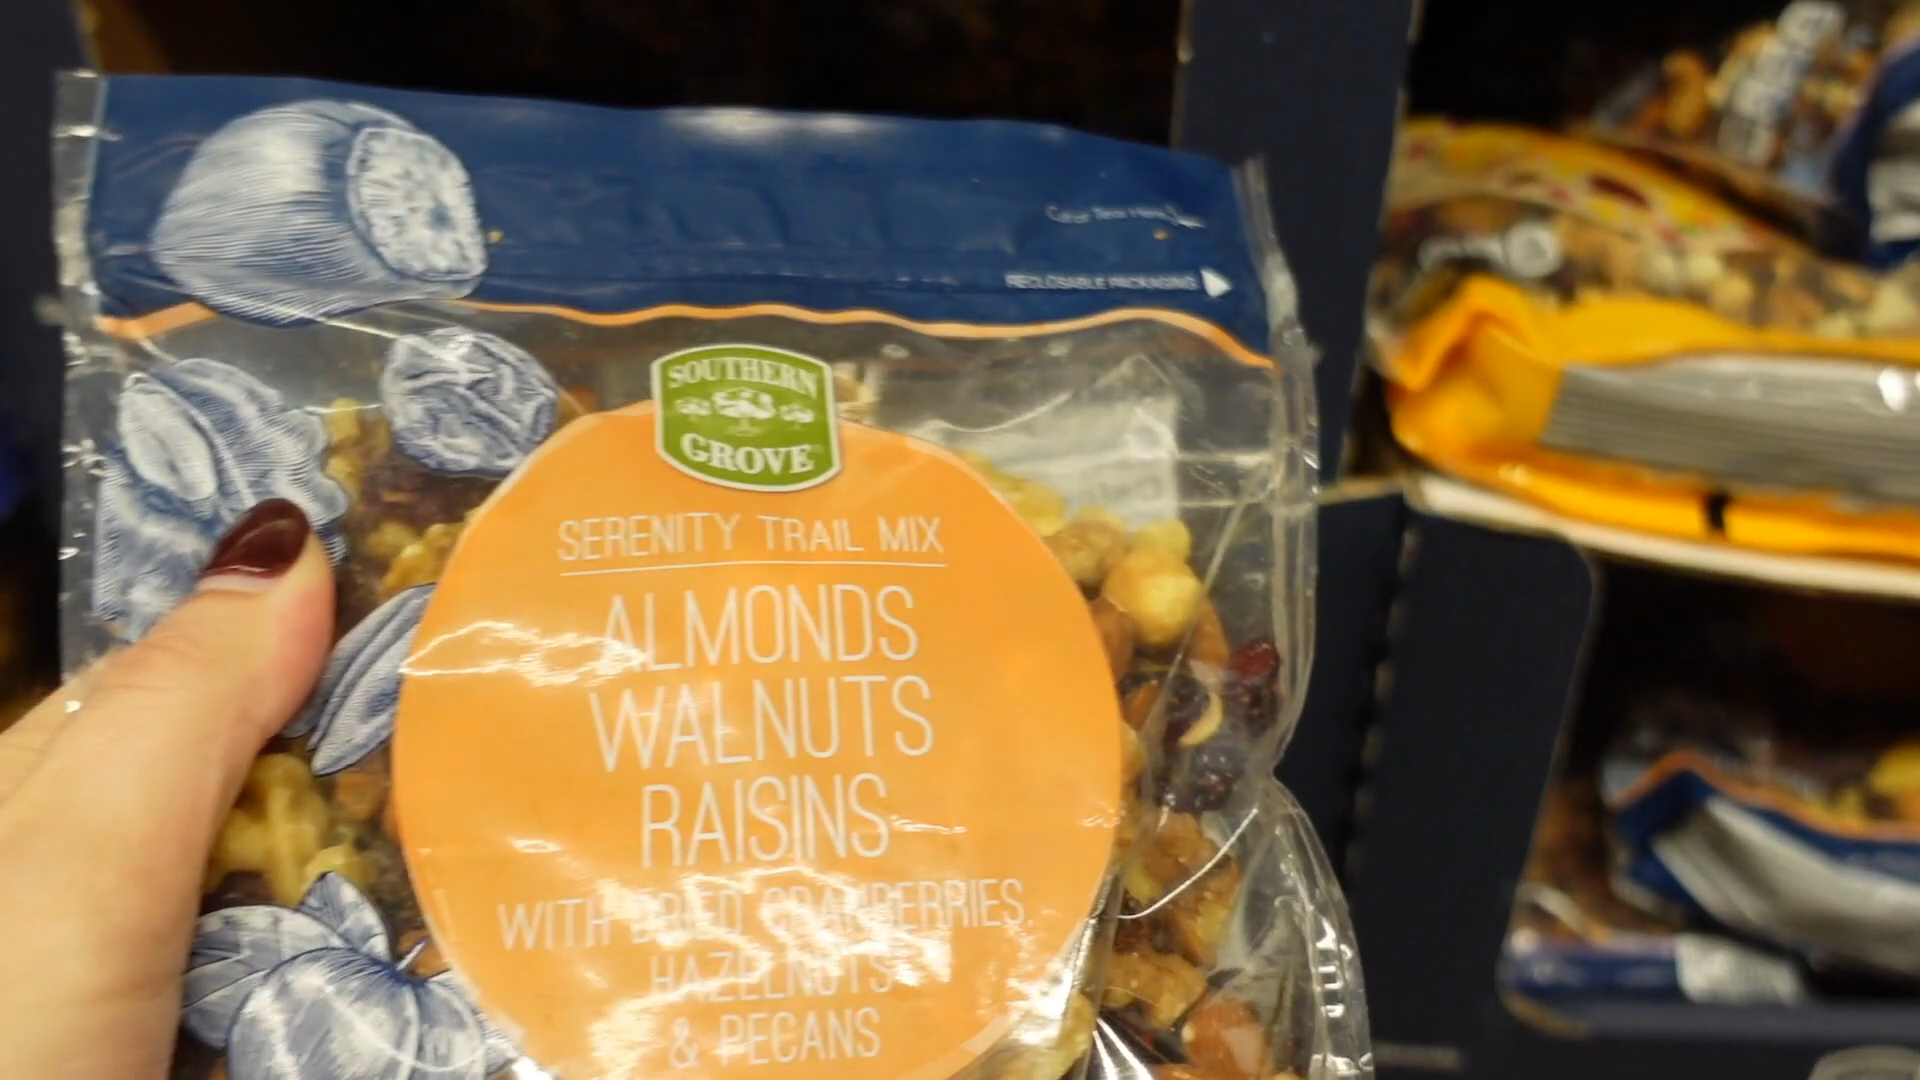 RECLOSABLE PACKAGING
SOUTHERN
GROVE
SERENITY TRAIL MIX
ALMONDS
WALNUTS
RAISINS
WITH DRIED CRANBERRIES,
HAZELNUTS
& PECANS